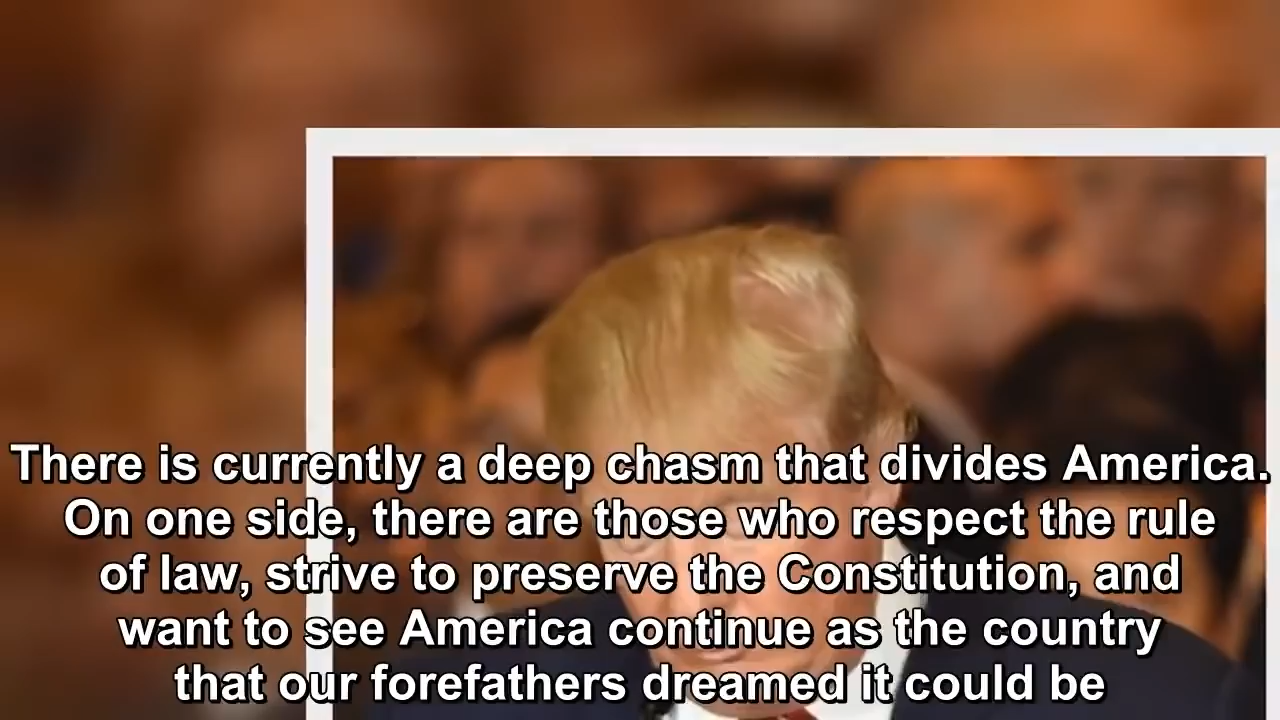 There is currently a deep chasm that divides America.
On one side, there are those who respect the rule
of law, strive to preserve the Constitution, and
want to see America continue as the country
that our forefathers dreamed it could be